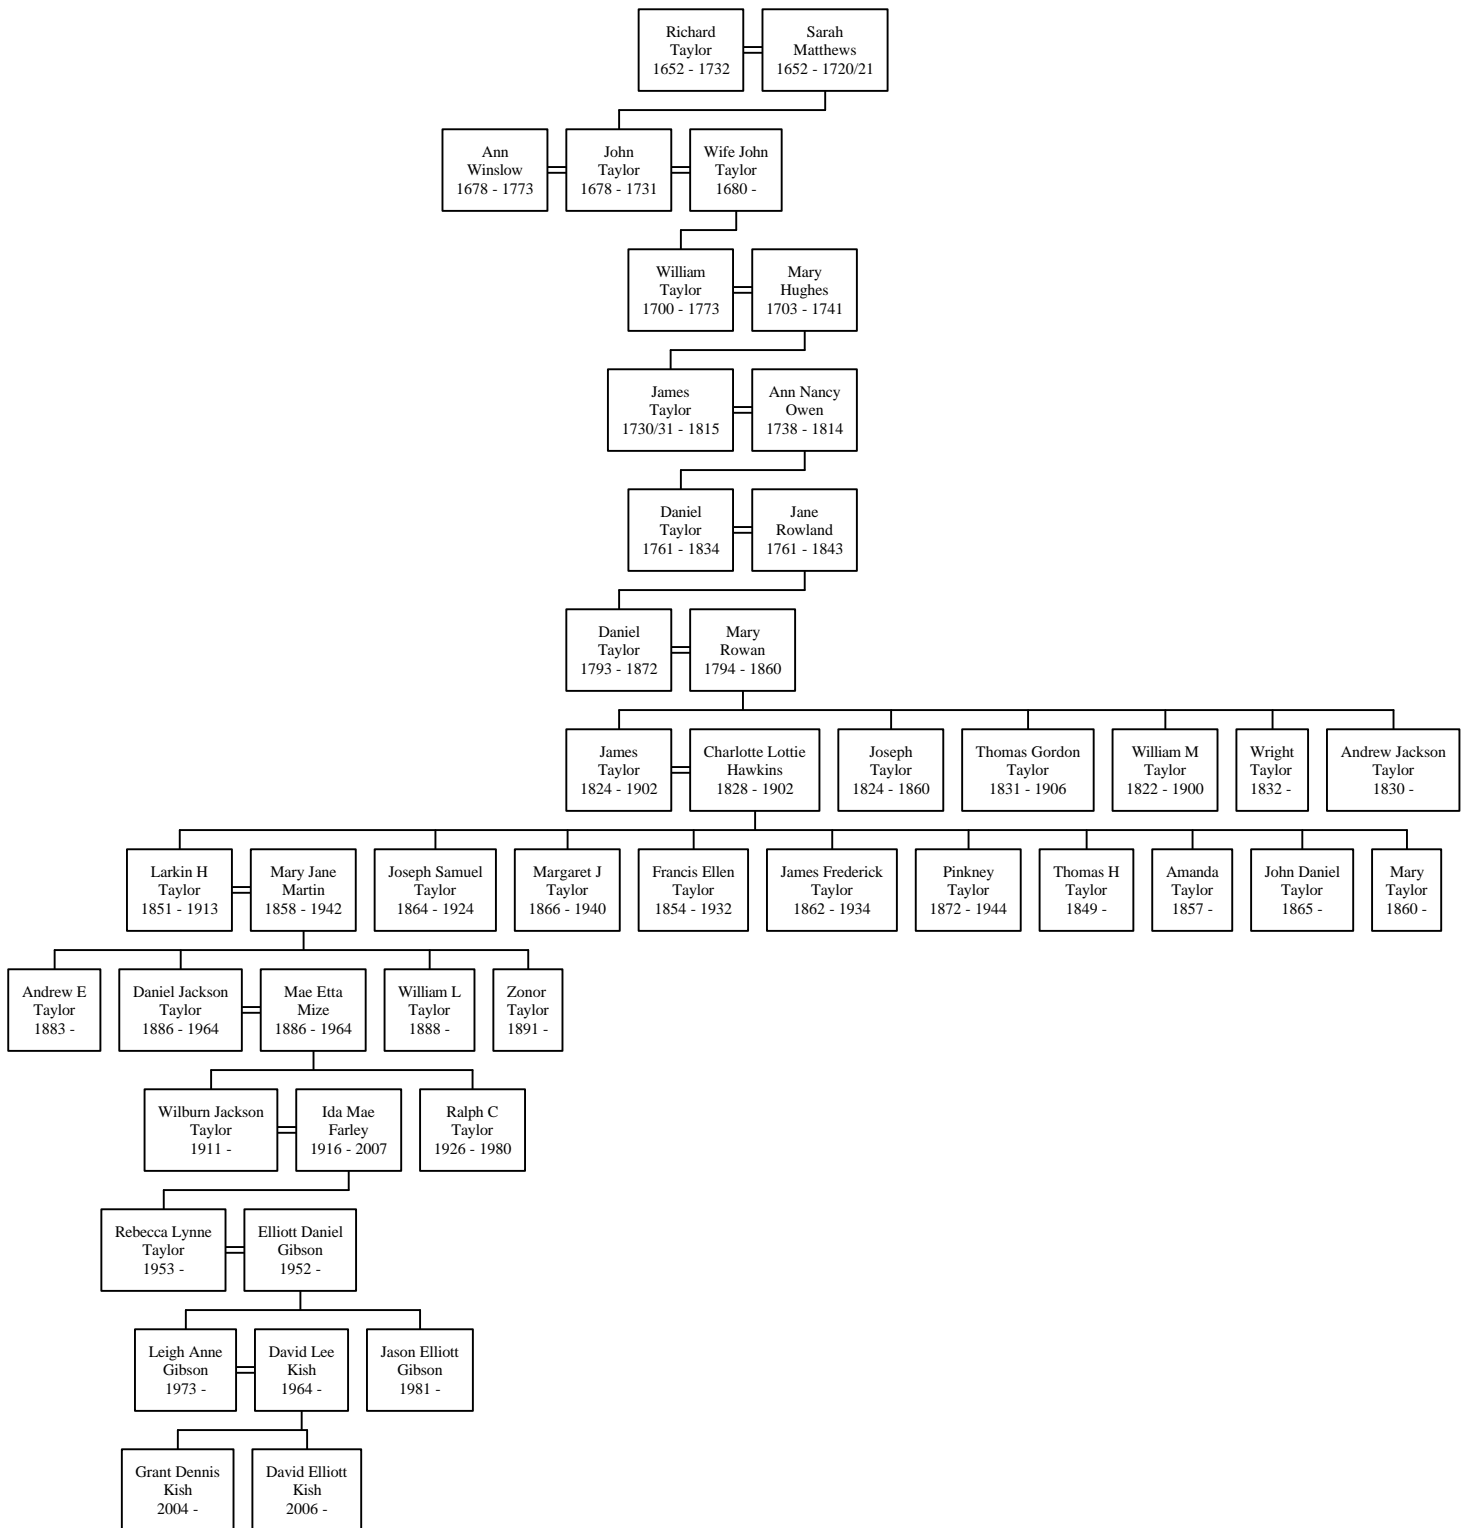 Richard
Taylor
1652 - 1732
Sarah
Matthews
1652 - 1720/21
Ann
Winslow
1678 - 1773
John
Taylor
1678 - 1731
Wife John
Taylor
1680 -
William
Taylor
1700 - 1773
Mary
Hughes
1703 - 1741
James
Taylor
1730/31 - 1815
Ann Nancy
Owen
1738 - 1814
Daniel
Taylor
1761 - 1834
Jane
Rowland
1761 - 1843
Daniel
Taylor
1793 - 1872
Mary
Rowan
1794 - 1860
James
Taylor
1824 - 1902
Charlotte Lottie
Hawkins
1828 - 1902
Joseph
Taylor
1824 - 1860
Thomas Gordon
Taylor
1831 - 1906
William M
Taylor
1822 - 1900
Wright
Taylor
1832 -
Andrew Jackson
Taylor
1830 -
Larkin H
Taylor
1851 - 1913
Mary Jane
Martin
1858 - 1942
Joseph Samuel
Taylor
1864 - 1924
Margaret J
Taylor
1866 - 1940
Francis Ellen
Taylor
1854 - 1932
James Frederick
Taylor
1862 - 1934
Pinkney
Taylor
1872 - 1944
Thomas H
Taylor
1849 -
Amanda
Taylor
1857 -
John Daniel
Taylor
1865 -
Mary
Taylor
1860 -
Andrew E
Taylor
1883 -
Daniel Jackson
Taylor
1886 - 1964
Mae Etta
Mize
1886 - 1964
William L
Taylor
1888 -
Zonor
Taylor
1891 -
Wilburn Jackson
Taylor
1911 -
Ida Mae
Farley
1916 - 2007
Ralph C
Taylor
1926 - 1980
Rebecca Lynne
Taylor
1953 -
Elliott Daniel
Gibson
1952 -
Leigh Anne
Gibson
1973 -
David Lee
Kish
1964 -
Jason Elliott
Gibson
1981 -
Grant Dennis
Kish
2004 -
David Elliott
Kish
2006 -